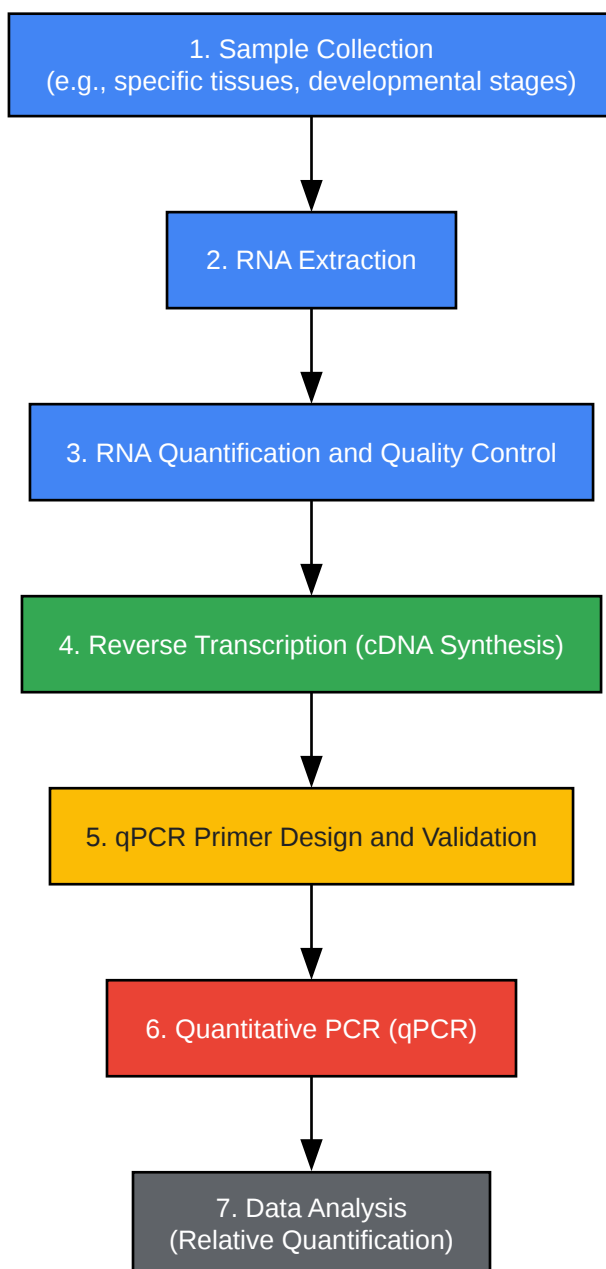 1. Sample Collection
(e.g., specific tissues, developmental stages)
2. RNA Extraction
3. RNA Quantification and Quality Control
4. Reverse Transcription (cDNA Synthesis)
5. qPCR Primer Design and Validation
6. Quantitative PCR (qPCR)
7. Data Analysis
(Relative Quantification)